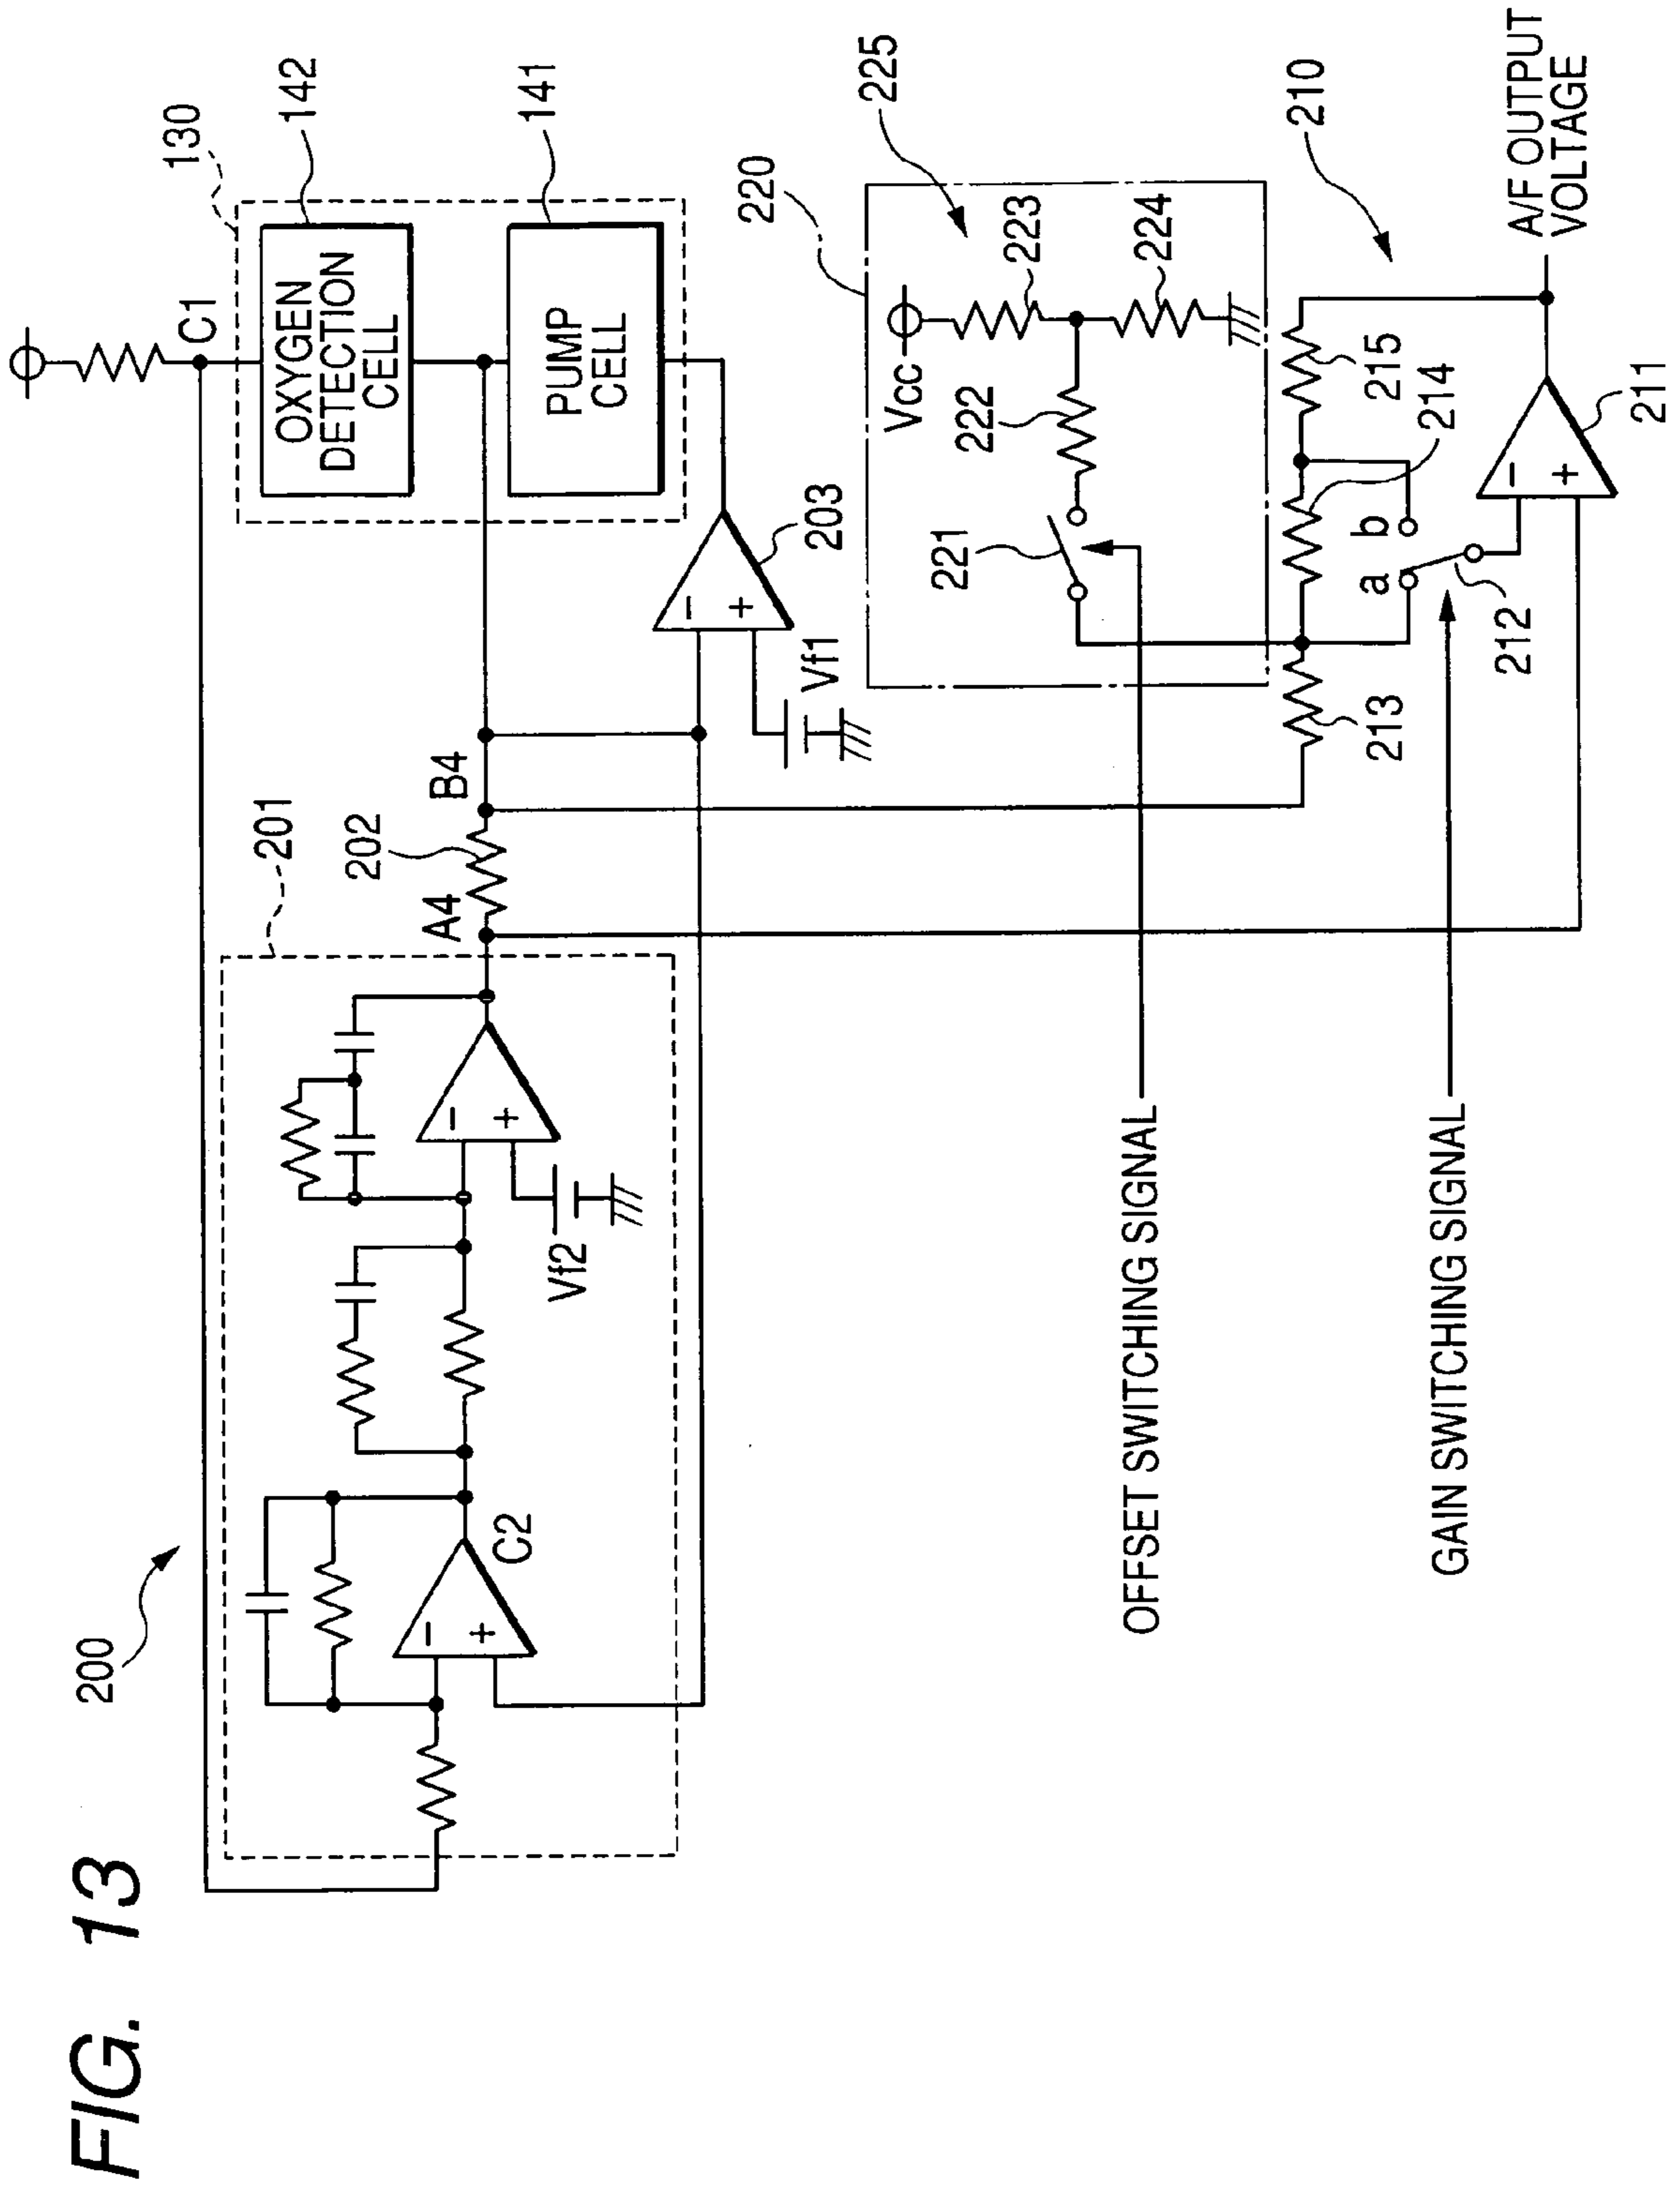 FIG. 13
200
201
202
A4
B4
C1
130
OXYGEN
DETECTION
CELL
142
PUMP
CELL
141
C2
-
+
Vf2
-
+
203
-
+
Vf1
220
225
Vcc
221
222
223
224
OFFSET SWITCHING SIGNAL
GAIN SWITCHING SIGNAL
210
213
214
215
a
b
212
-
+
211
A/F OUTPUT
VOLTAGE